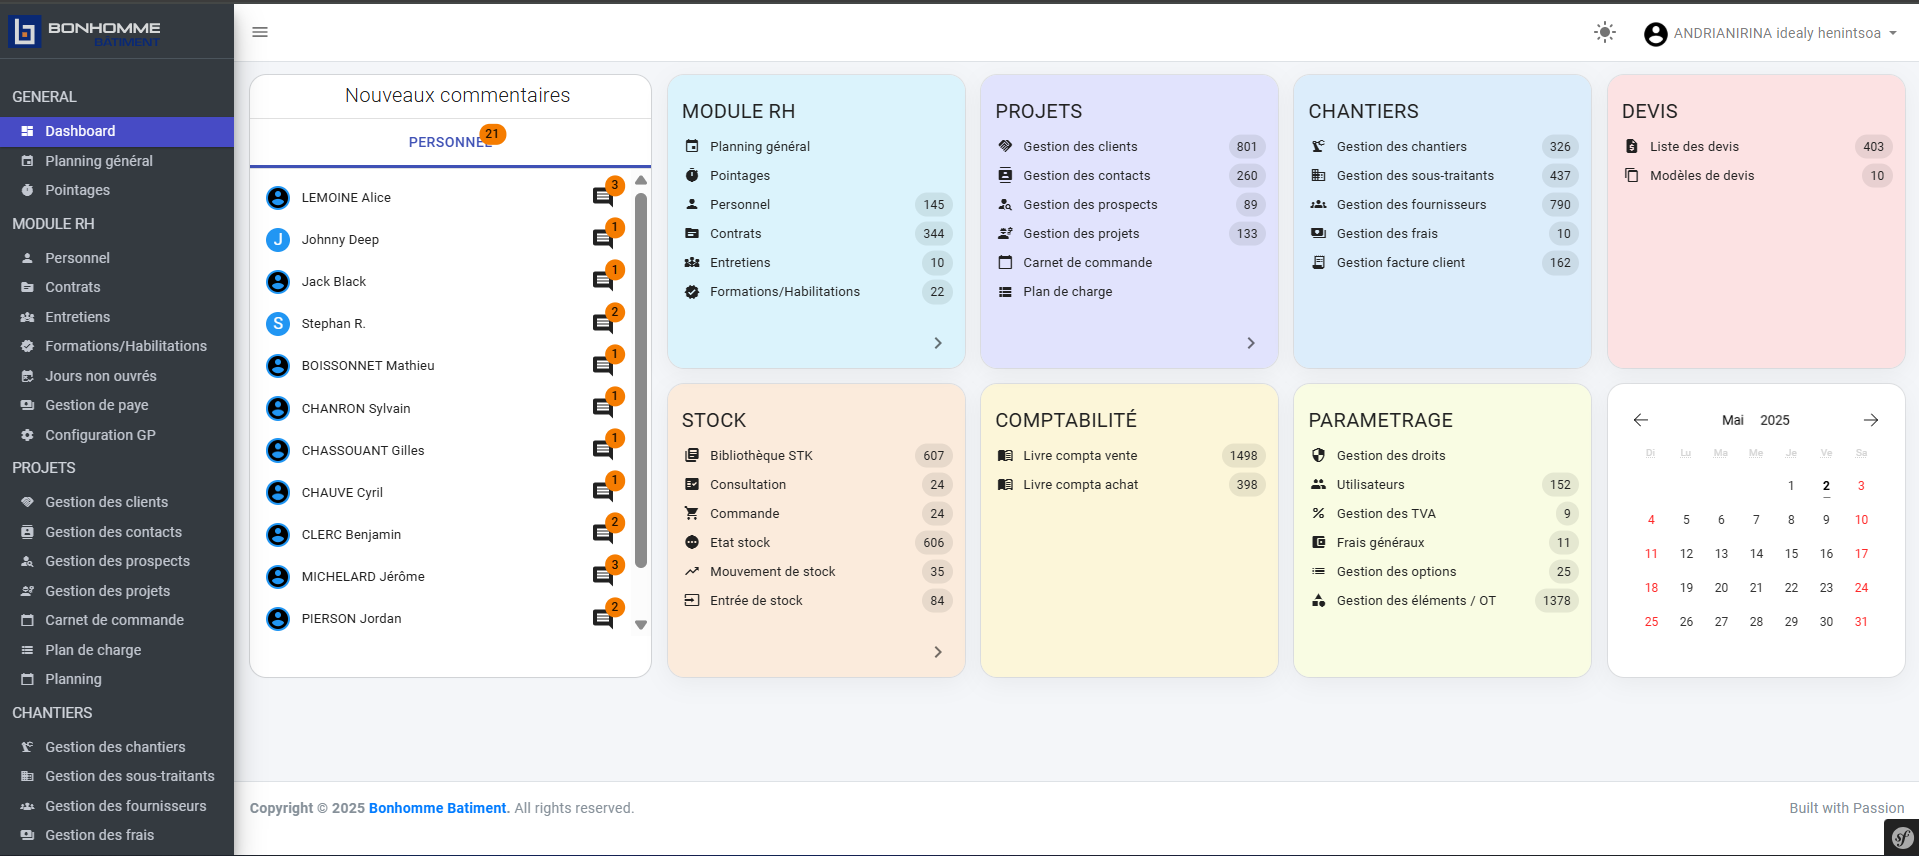 BONHOMME
BATIMENT
GENERAL
Dashboard
Planning général
Pointages
MODULE RH
Personnel
Contrats
Entretiens
Formations/Habilitations
Jours non ouvrés
Gestion de paye
Configuration GP
PROJETS
Gestion des clients
Gestion des contacts
Gestion des prospects
Gestion des projets
Carnet de commande
Plan de charge
Planning
CHANTIERS
Gestion des chantiers
Gestion des sous-traitants
Gestion des fournisseurs
Gestion des frais
ANDRIANIRINA idealy henintsoa
Nouveaux commentaires
PERSONNEL 21
LEMOINE Alice 3
J Johnny Deep 1
Jack Black 1
S Stephan R. 2
BOISSONNET Mathieu 1
CHANRON Sylvain 1
CHASSOUANT Gilles 1
CHAUVE Cyril 1
CLERC Benjamin 2
MICHELARD Jérôme 3
PIERSON Jordan 2
MODULE RH
Planning général
Pointages
Personnel 145
Contrats 344
Entretiens 10
Formations/Habilitations 22
PROJETS
Gestion des clients 801
Gestion des contacts 260
Gestion des prospects 89
Gestion des projets 133
Carnet de commande
Plan de charge
CHANTIERS
Gestion des chantiers 326
Gestion des sous-traitants 437
Gestion des fournisseurs 790
Gestion des frais 10
Gestion facture client 162
DEVIS
Liste des devis 403
Modèles de devis 10
STOCK
Bibliothèque STK 607
Consultation 24
Commande 24
Etat stock 606
Mouvement de stock 35
Entrée de stock 84
COMPTABILITÉ
Livre compta vente 1498
Livre compta achat 398
PARAMETRAGE
Gestion des droits
Utilisateurs 152
Gestion des TVA 9
Frais généraux 11
Gestion des options 25
Gestion des éléments / OT 1378
Mai 2025
Di Lu Ma Me Je Ve Sa
1 2 3
4 5 6 7 8 9 10
11 12 13 14 15 16 17
18 19 20 21 22 23 24
25 26 27 28 29 30 31
Copyright © 2025 Bonhomme Batiment. All rights reserved.
Built with Passion
sf